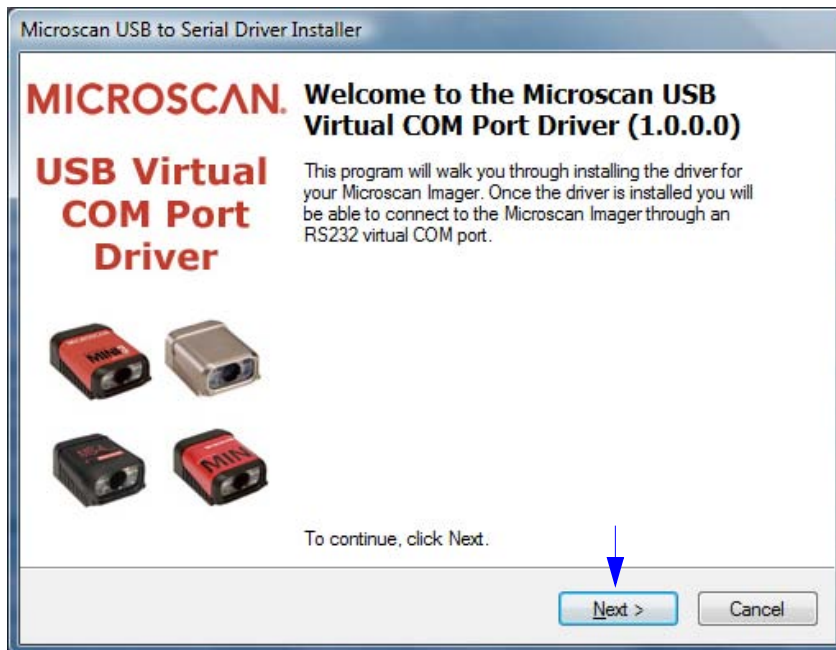 Microscan USB to Serial Driver Installer
MICROSCAN.
USB Virtual
COM Port
Driver
MINI
MINI
Welcome to the Microscan USB
Virtual COM Port Driver (1.0.0.0)
This program will walk you through installing the driver for
your Microscan Imager. Once the driver is installed you will
be able to connect to the Microscan Imager through an
RS232 virtual COM port.
To continue, click Next.
Next >
Cancel